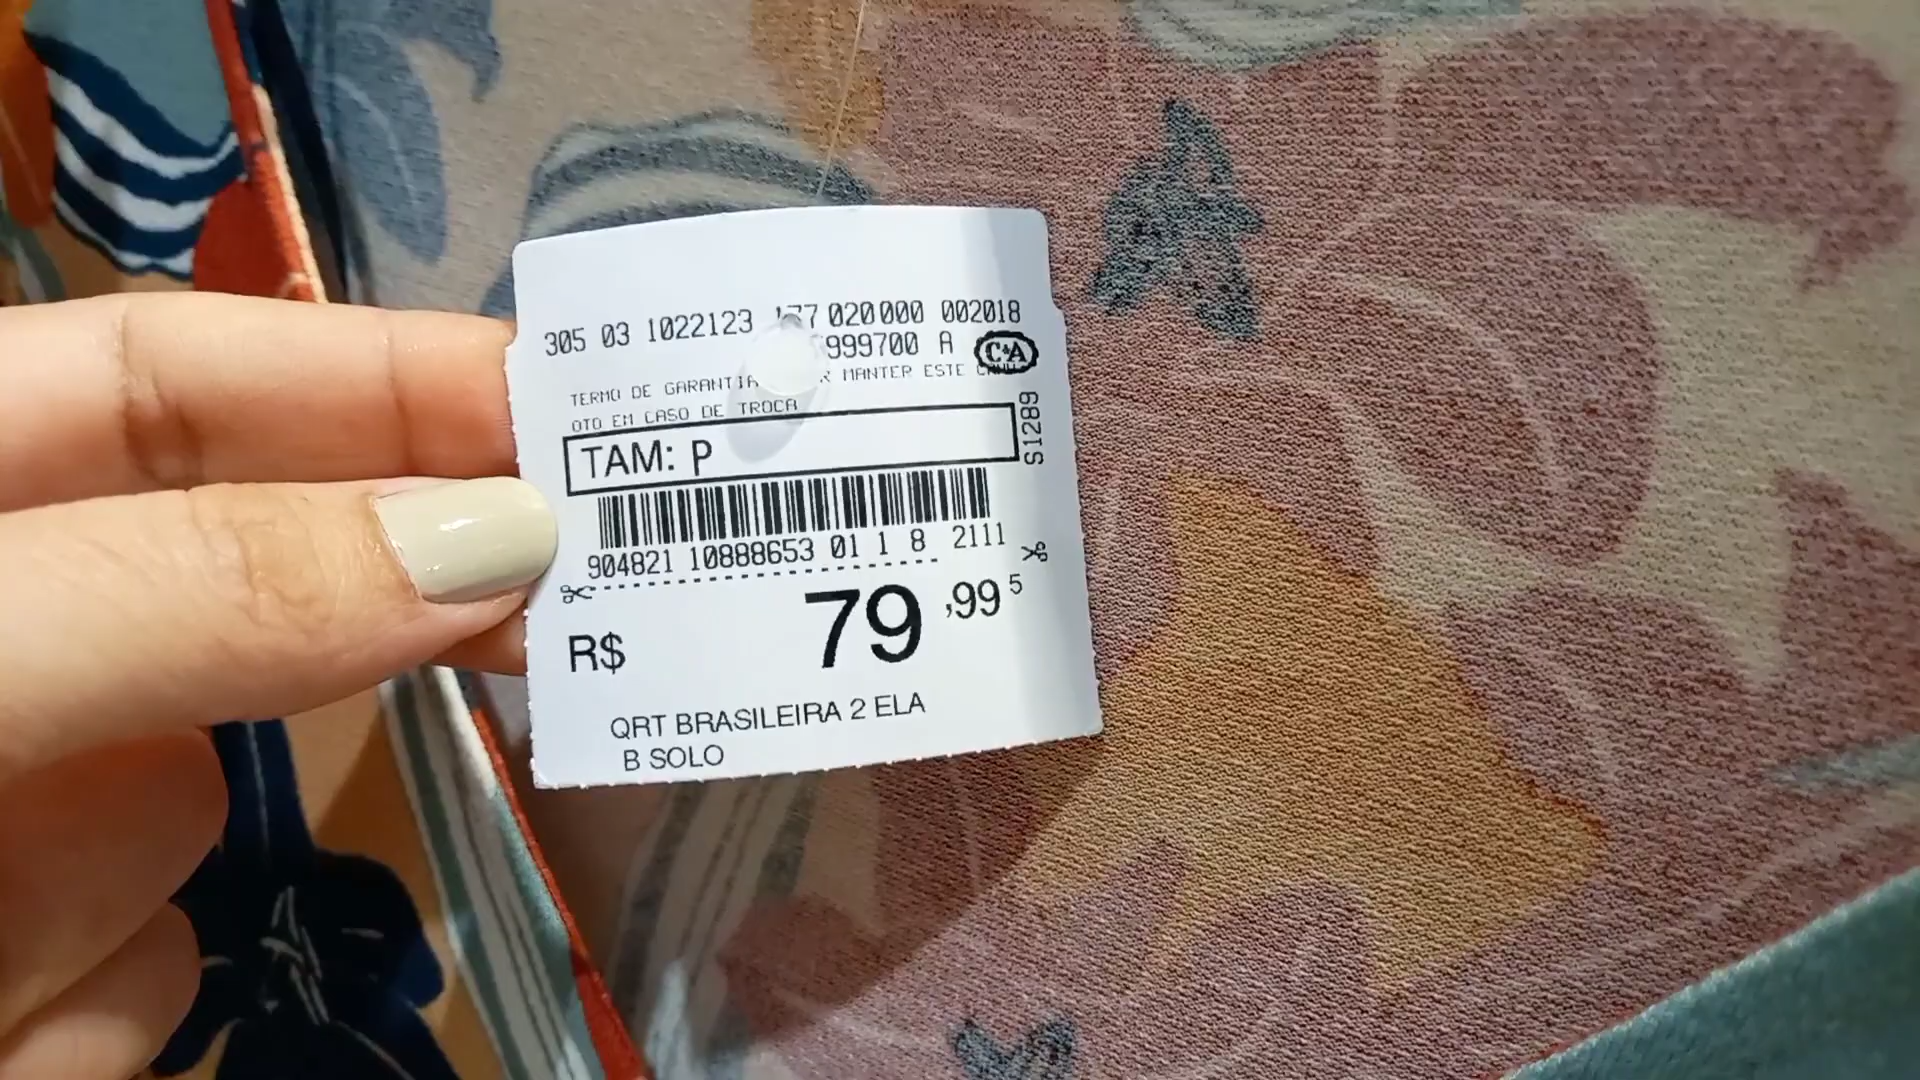 305 03 1022123 020000 002018
999700 A C&A
TERMO DE GARANTIA MANTER ESTE
OTO EM CASO DE TROCA
TAM: P
S1289
904821 10888653 01 1 8 2111
R$ 79,99 5
QRT BRASILEIRA 2 ELA
B SOLO